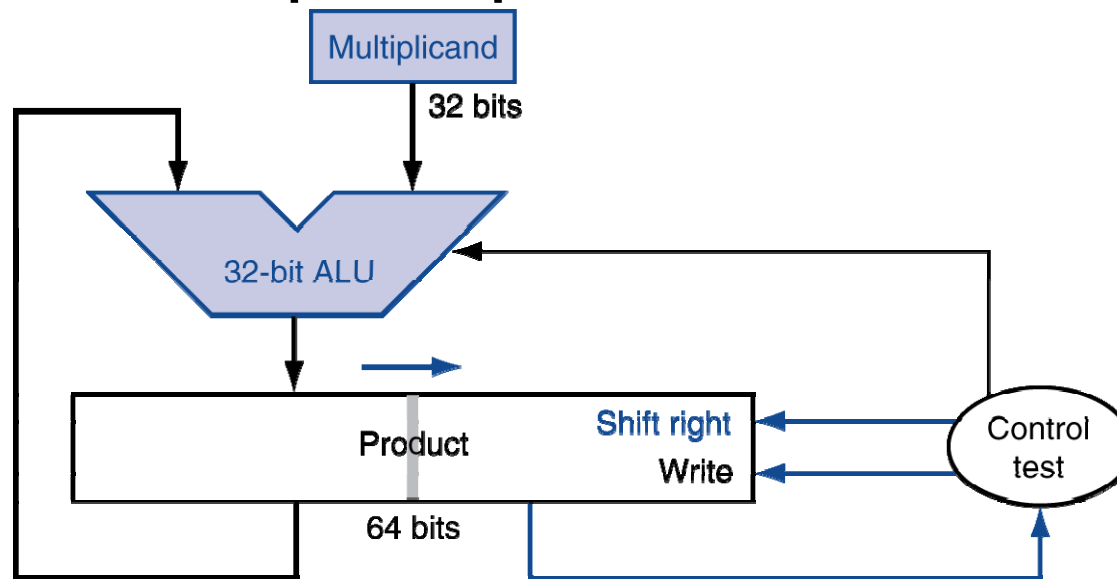 Multiplicand
32 bits
32-bit ALU
Product
Shift right
Write
64 bits
Control
test